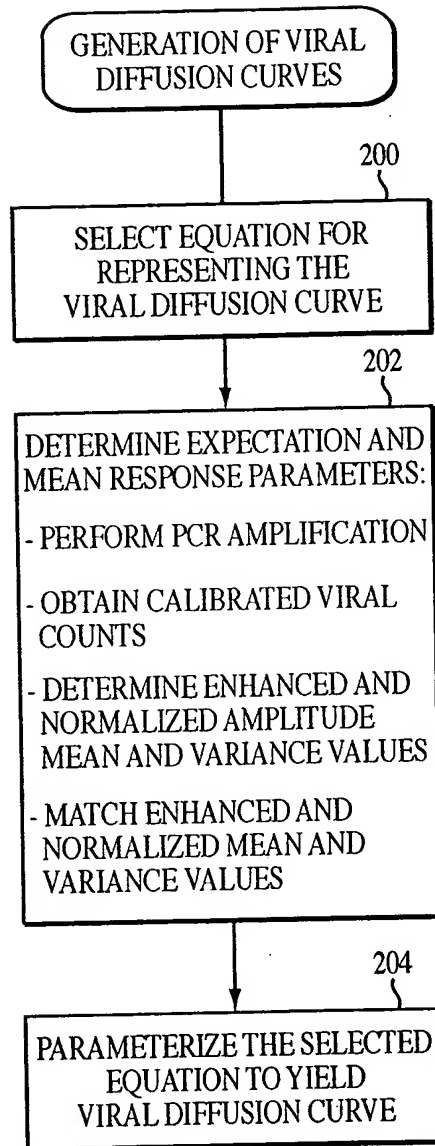 GENERATION OF VIRAL
DIFFUSION CURVES
200
SELECT EQUATION FOR
REPRESENTING THE
VIRAL DIFFUSION CURVE
202
DETERMINE EXPECTATION AND
MEAN RESPONSE PARAMETERS:
- PERFORM PCR AMPLIFICATION
- OBTAIN CALIBRATED VIRAL
COUNTS
- DETERMINE ENHANCED AND
NORMALIZED AMPLITUDE
MEAN AND VARIANCE VALUES
- MATCH ENHANCED AND
NORMALIZED MEAN AND
VARIANCE VALUES
204
PARAMETERIZE THE SELECTED
EQUATION TO YIELD
VIRAL DIFFUSION CURVE